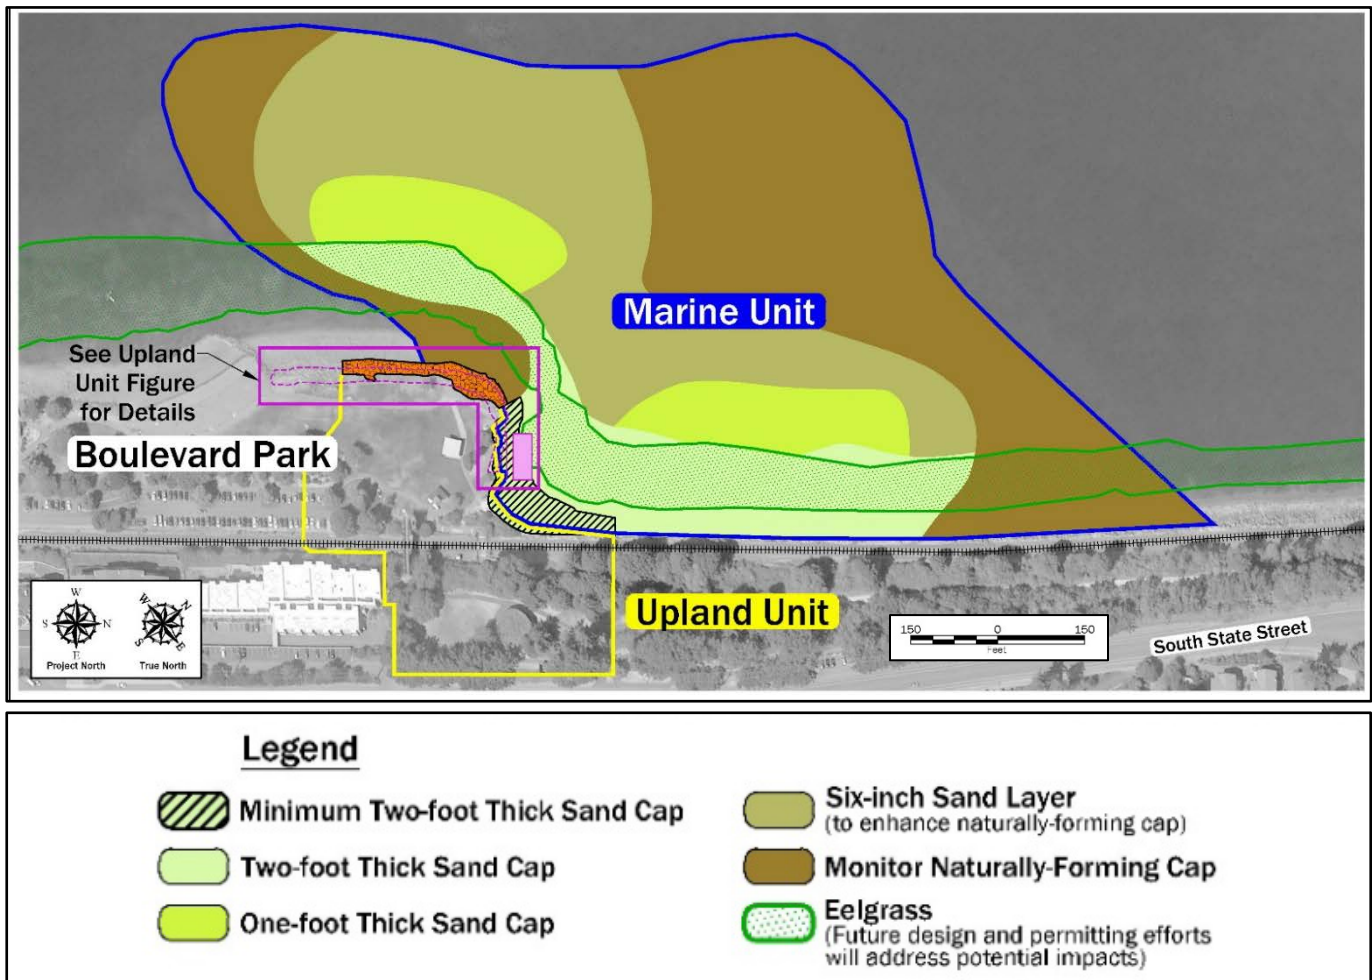 Marine Unit
See Upland
Unit Figure
for Details
Boulevard Park
Upland Unit
W
S N
E
Project North
W N
S E
True North
150 0 150
Feet
South State Street
Legend
Minimum Two-foot Thick Sand Cap
Two-foot Thick Sand Cap
One-foot Thick Sand Cap
Six-inch Sand Layer
(to enhance naturally-forming cap)
Monitor Naturally-Forming Cap
Eelgrass
(Future design and permitting efforts
will address potential impacts)